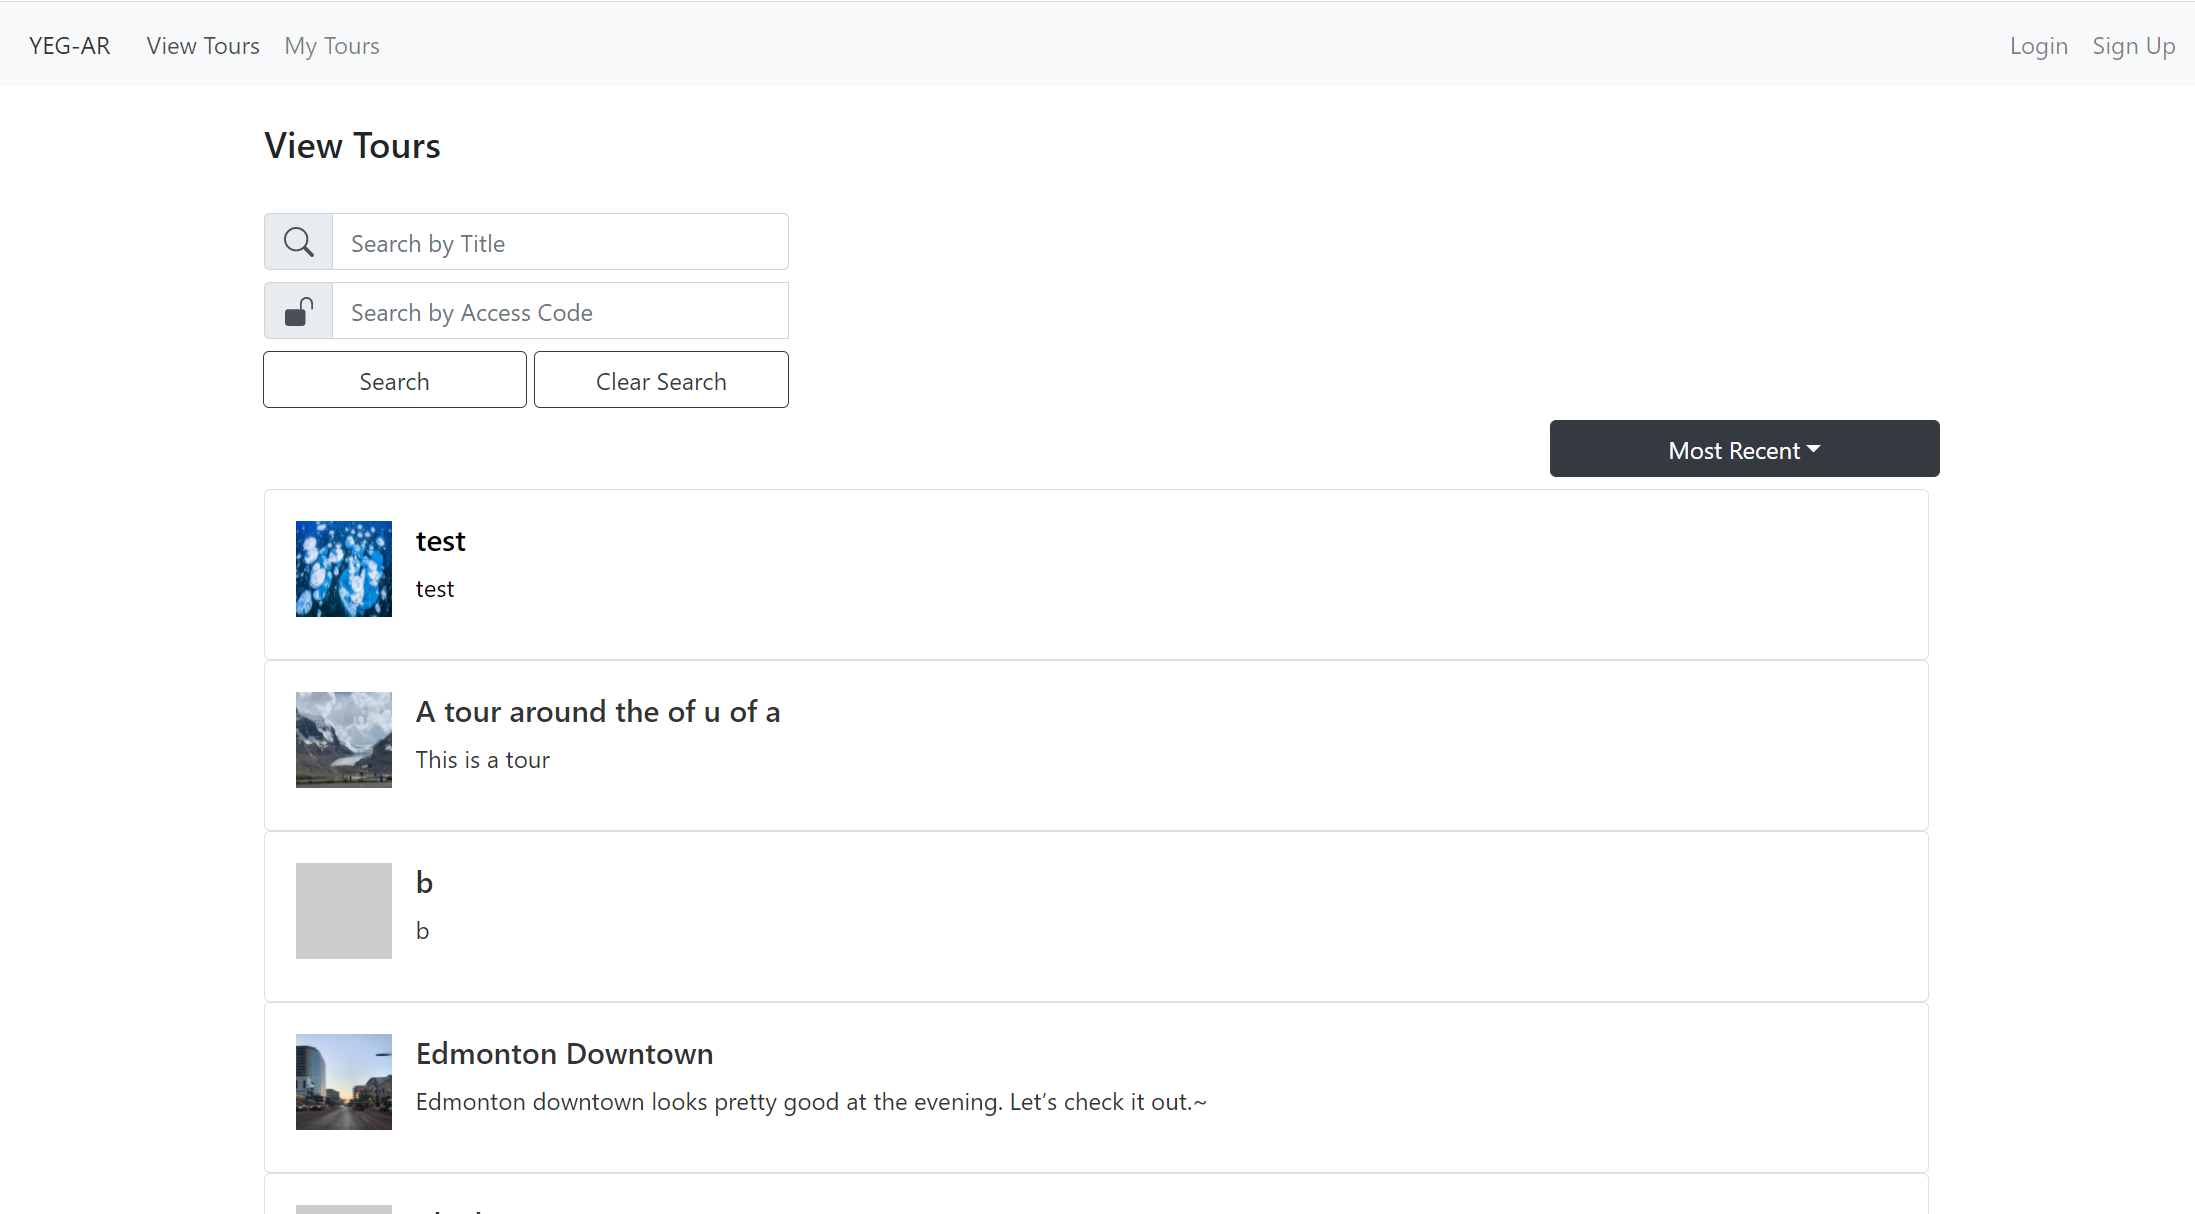 YEG-AR View Tours My Tours Login Sign Up
View Tours
Search by Title
Search by Access Code
Search Clear Search
Most Recent
test
test
A tour around the of u of a
This is a tour
b
b
Edmonton Downtown
Edmonton downtown looks pretty good at the evening. Let’s check it out.~